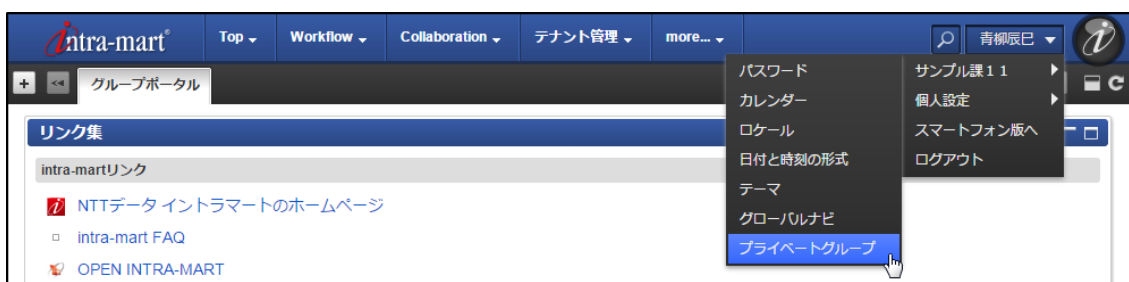 intra-mart® Top Workflow Collaboration テナント管理 more... 青柳辰巳
グループポータル
パスワード
カレンダー
ロケール
日付と時刻の形式
テーマ
グローバルナビ
プライベートグループ
サンプル課11
個人設定
スマートフォン版へ
ログアウト
リンク集
intra-martリンク
NTTデータ イントラマートのホームページ
intra-mart FAQ
OPEN INTRA-MART